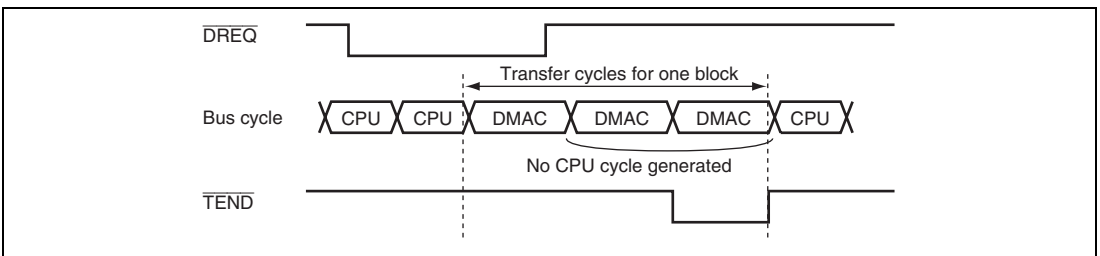 DREQ
Transfer cycles for one block
Bus cycle CPU CPU DMAC DMAC DMAC CPU
No CPU cycle generated
TEND